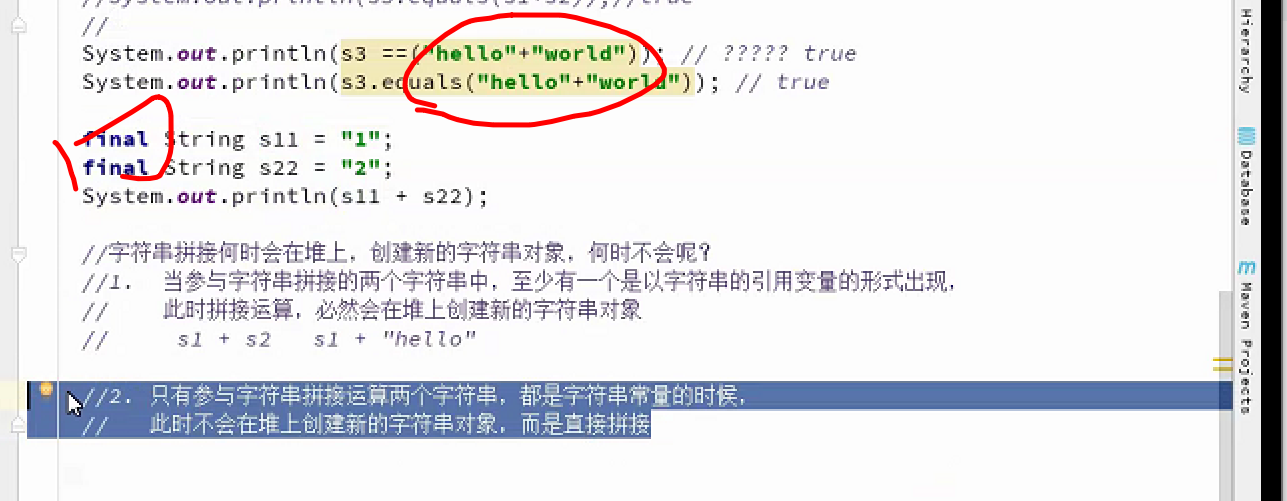 //System.out.println(s3.equals(s1+s2));//true
//
System.out.println(s3 ==("hello"+"world")); // ????? true
System.out.println(s3.equals("hello"+"world")); // true
final String s11 = "1";
final String s22 = "2";
System.out.println(s11 + s22);
//字符串拼接何时会在堆上，创建新的字符串对象，何时不会呢？
//1. 当参与字符串拼接的两个字符串中，至少有一个是以字符串的引用变量的形式出现，
// 此时拼接运算，必然会在堆上创建新的字符串对象
// s1 + s2 s1 + "hello"
//2. 只有参与字符串拼接运算两个字符串，都是字符串常量的时候，
// 此时不会在堆上创建新的字符串对象，而是直接拼接
Hierarchy
Database
Maven Projects